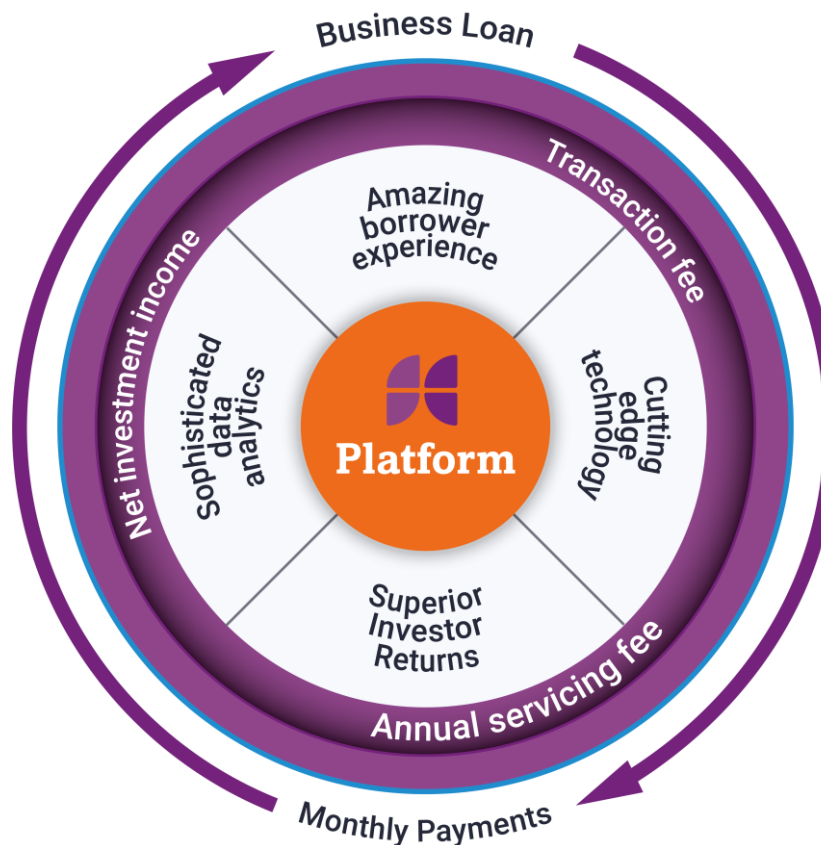 Business Loan
Transaction fee
Amazing
borrower
experience
Net investment income
Sophisticated
data
analytics
Platform
Cutting
edge
technology
Superior
Investor
Returns
Annual servicing fee
Monthly Payments